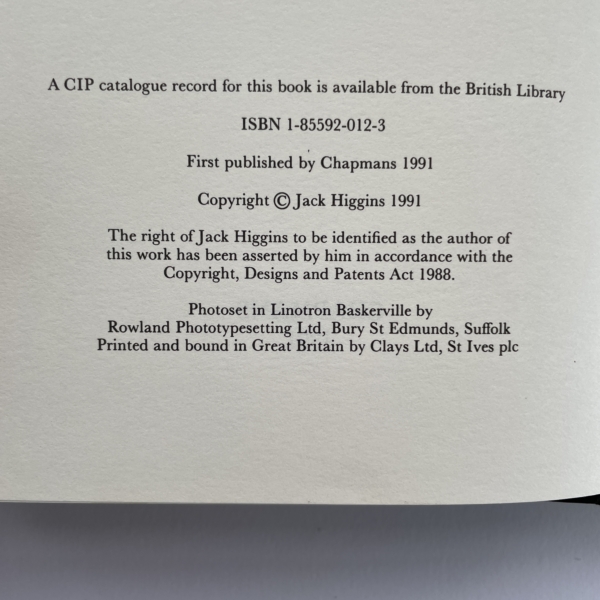 A CIP catalogue record for this book is available from the British Library
ISBN 1-85592-012-3
First published by Chapmans 1991
Copyright © Jack Higgins 1991
The right of Jack Higgins to be identified as the author of
this work has been asserted by him in accordance with the
Copyright, Designs and Patents Act 1988.
Photoset in Linotron Baskerville by
Rowland Phototypesetting Ltd, Bury St Edmunds, Suffolk
Printed and bound in Great Britain by Clays Ltd, St Ives plc